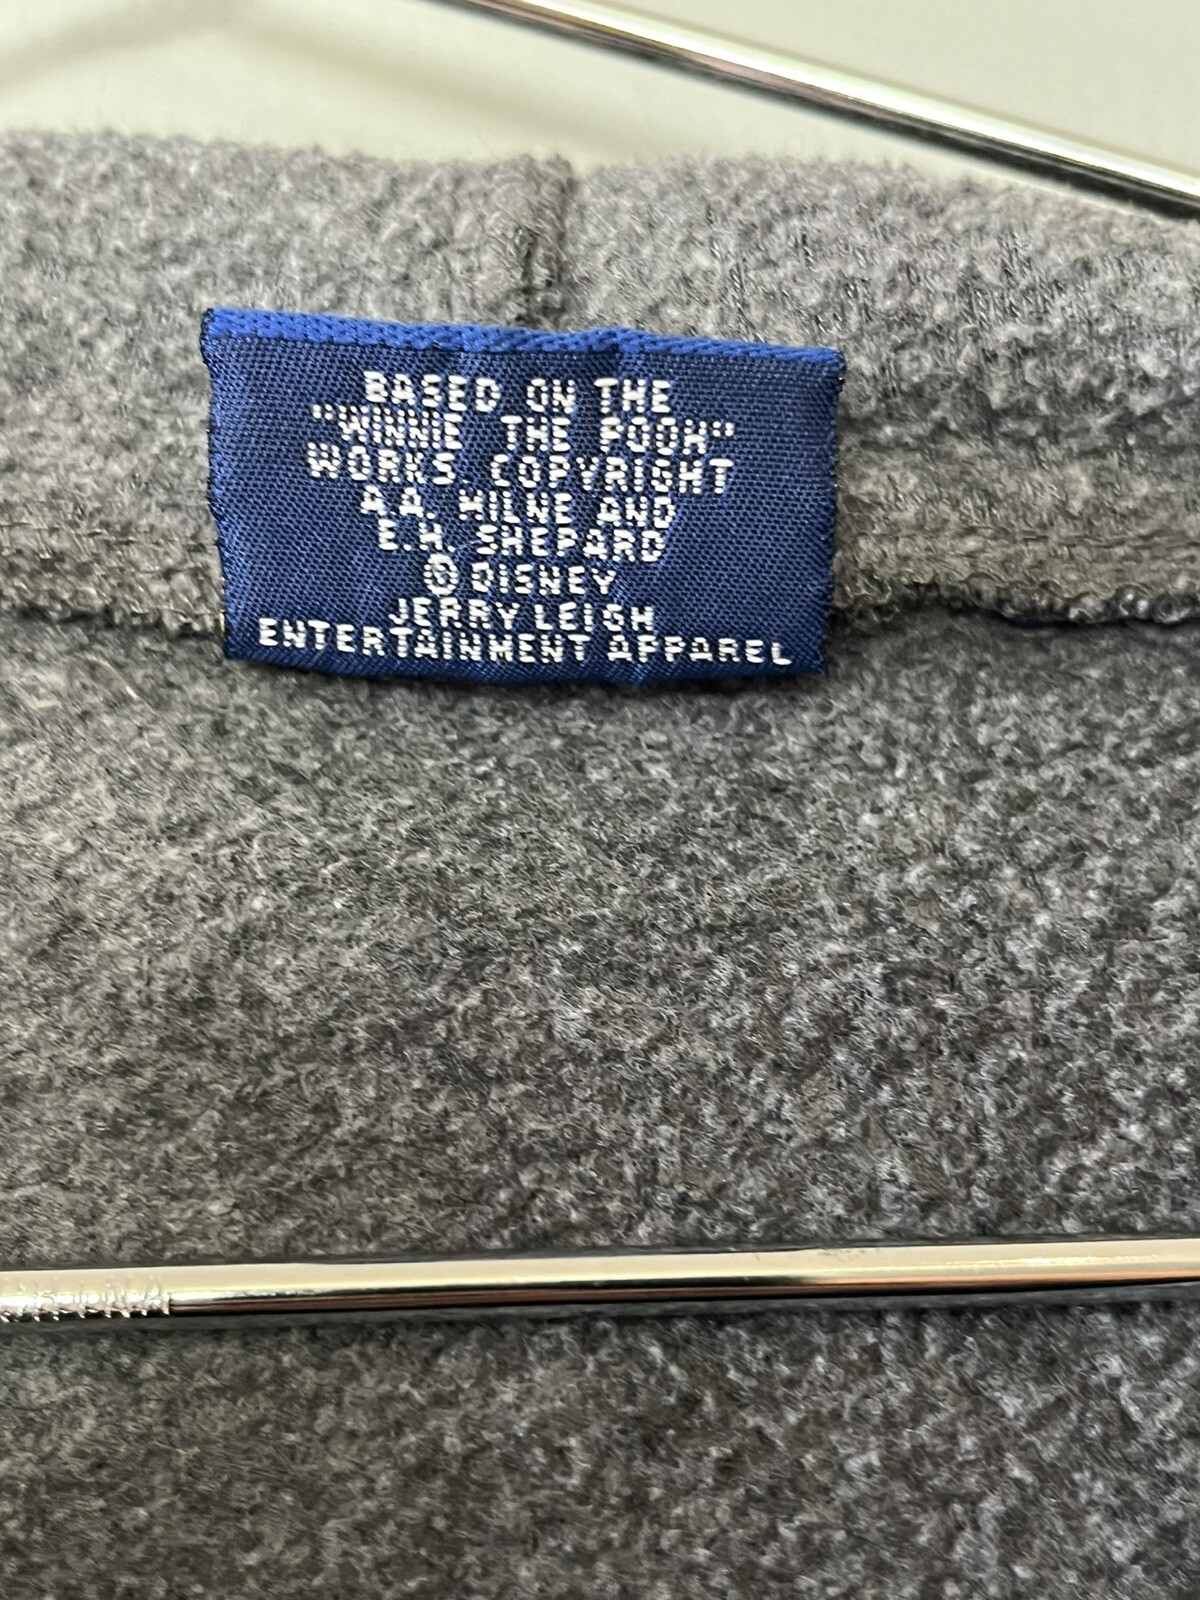 BASED ON THE
"WINNIE THE POOH"
WORKS COPYRIGHT
A.A. MILNE AND
E.H. SHEPARD
© DISNEY
JERRY LEIGH
ENTERTAINMENT APPAREL